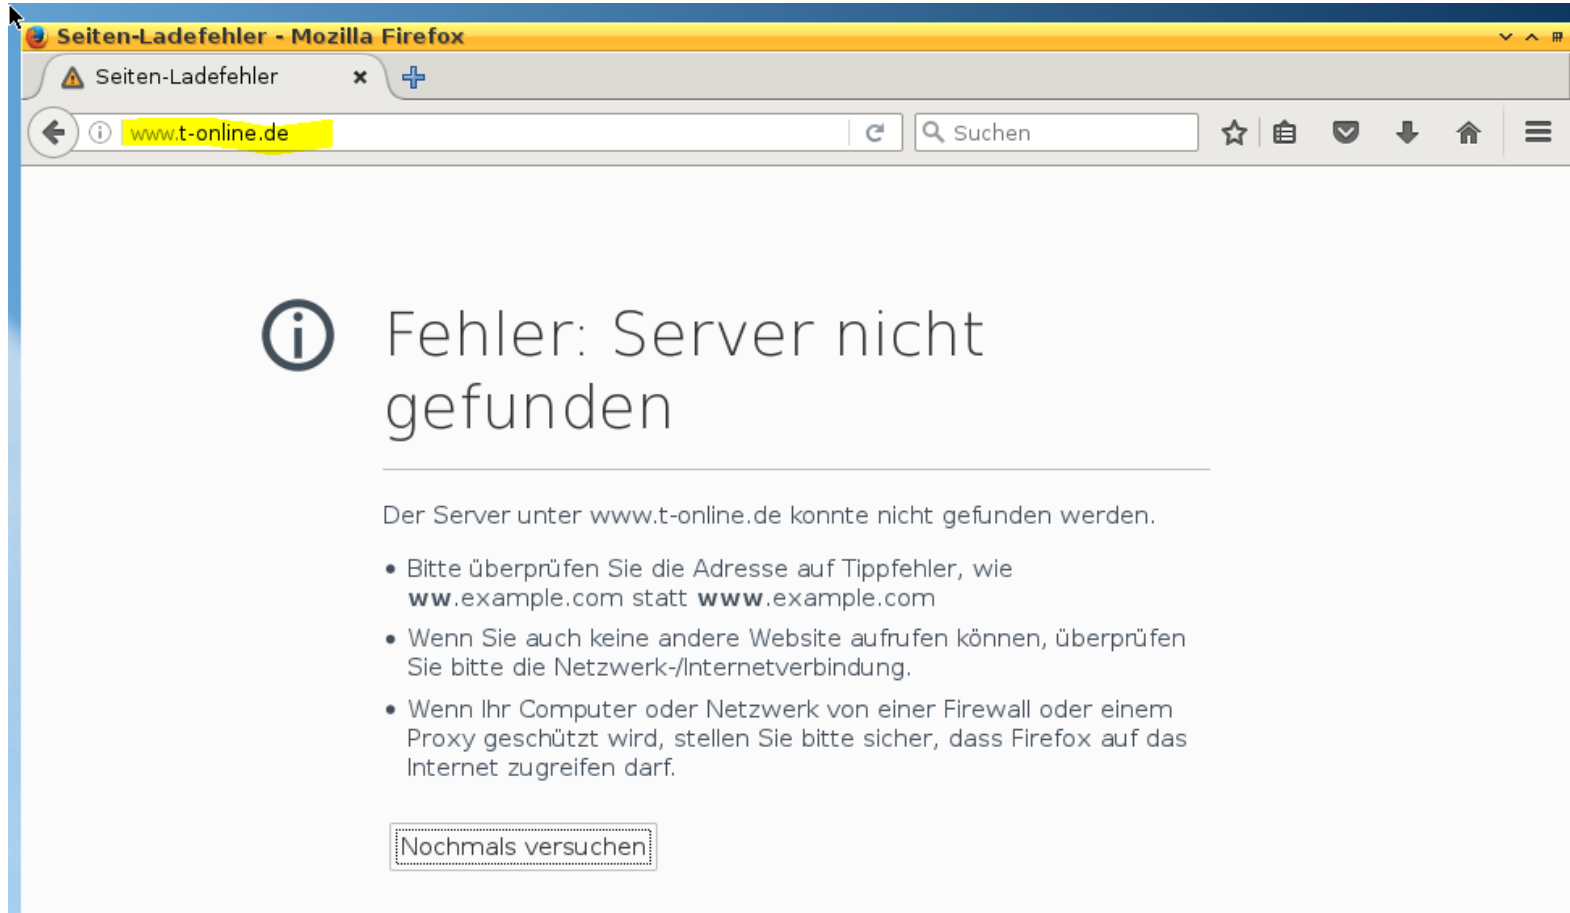 Seiten-Ladefehler - Mozilla Firefox
Seiten-Ladefehler
www.t-online.de
Suchen
Fehler: Server nicht
gefunden
Der Server unter www.t-online.de konnte nicht gefunden werden.
• Bitte überprüfen Sie die Adresse auf Tippfehler, wie
ww.example.com statt www.example.com
• Wenn Sie auch keine andere Website aufrufen können, überprüfen
Sie bitte die Netzwerk-/Internetverbindung.
• Wenn Ihr Computer oder Netzwerk von einer Firewall oder einem
Proxy geschützt wird, stellen Sie bitte sicher, dass Firefox auf das
Internet zugreifen darf.
Nochmals versuchen